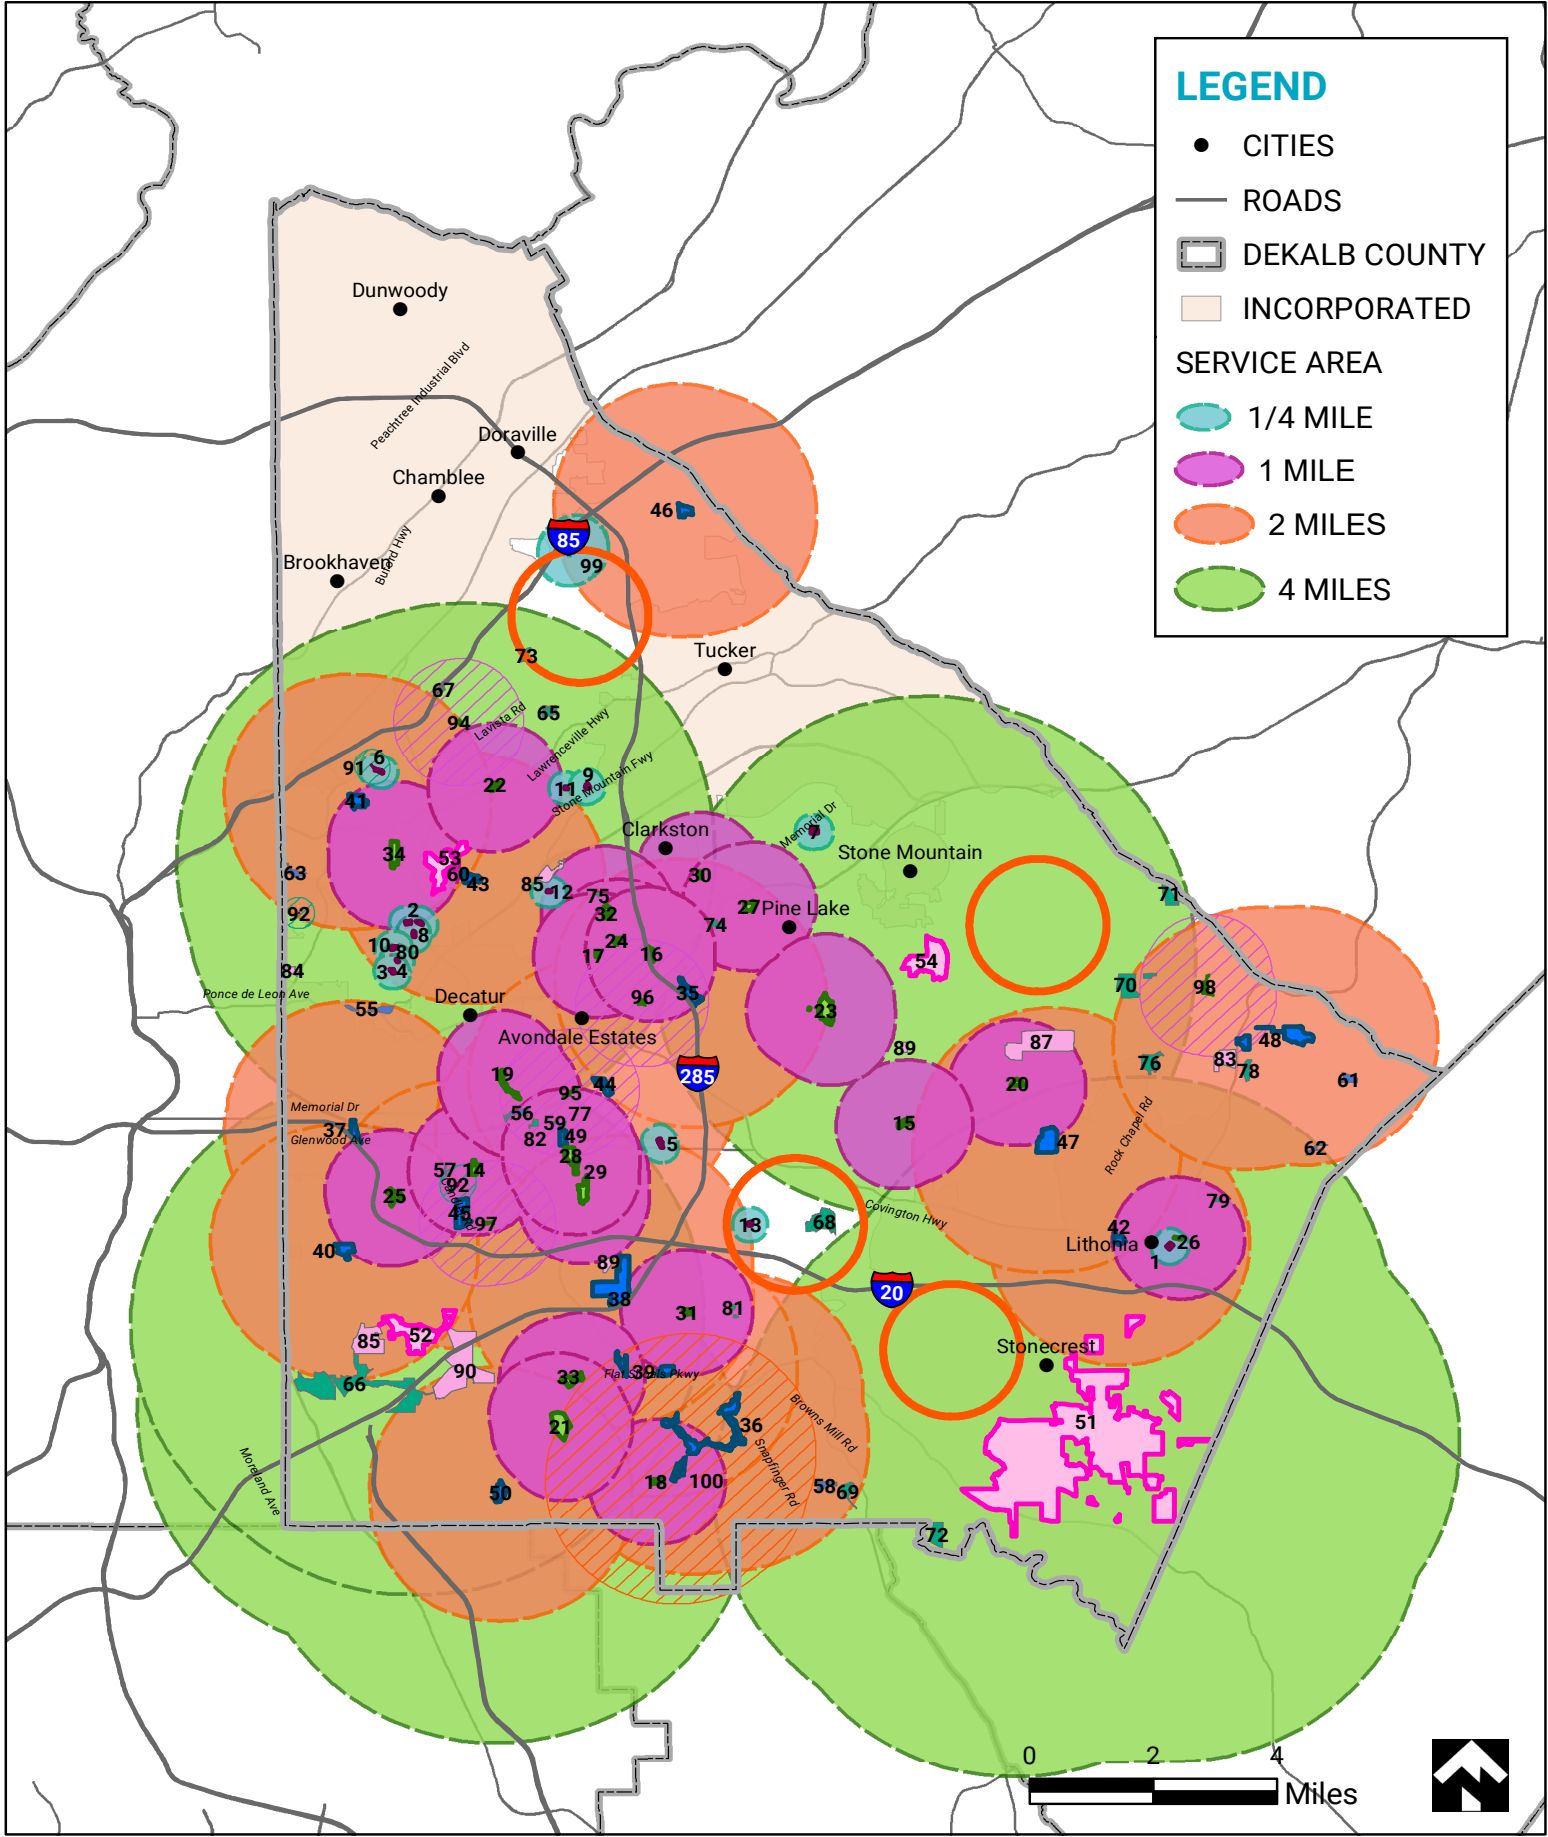 LEGEND
CITIES
ROADS
DEKALB COUNTY
INCORPORATED
SERVICE AREA
1/4 MILE
1 MILE
2 MILES
4 MILES
Dunwoody
Peachtree Industrial Blvd
Doraville
Chamblee
46
85
Buford Hwy
Brookhaven
99
73
Tucker
67
65
94
Lavista Rd
Lawrenceville Hwy
6
91
9
11
22
Stone Mountain Fwy
41
Memorial Dr
7
Clarkston
34
53
Stone Mountain
63
60
43
85
12
30
71
75
2
92
32
27
Pine Lake
74
8
10
80
24
17
16
54
3
4
84
70
98
Ponce de Leon Ave
35
96
Decatur
55
23
Avondale Estates
48
87
89
83
76
78
285
19
61
44
20
95
Memorial Dr
56
77
59
37
Glenwood Ave
82
49
5
15
47
Rock Chapel Rd
62
28
57
14
29
92
25
Candler Rd
79
45
97
13
68
Covington Hwy
42
Lithonia
26
1
40
89
20
38
31
81
85
52
Stonecrest
90
33
39
Flat Shoals Pkwy
66
51
21
36
Browns Mill Rd
Snapfinger Rd
Moreland Ave
50
18
100
58
69
72
0
2
4
Miles